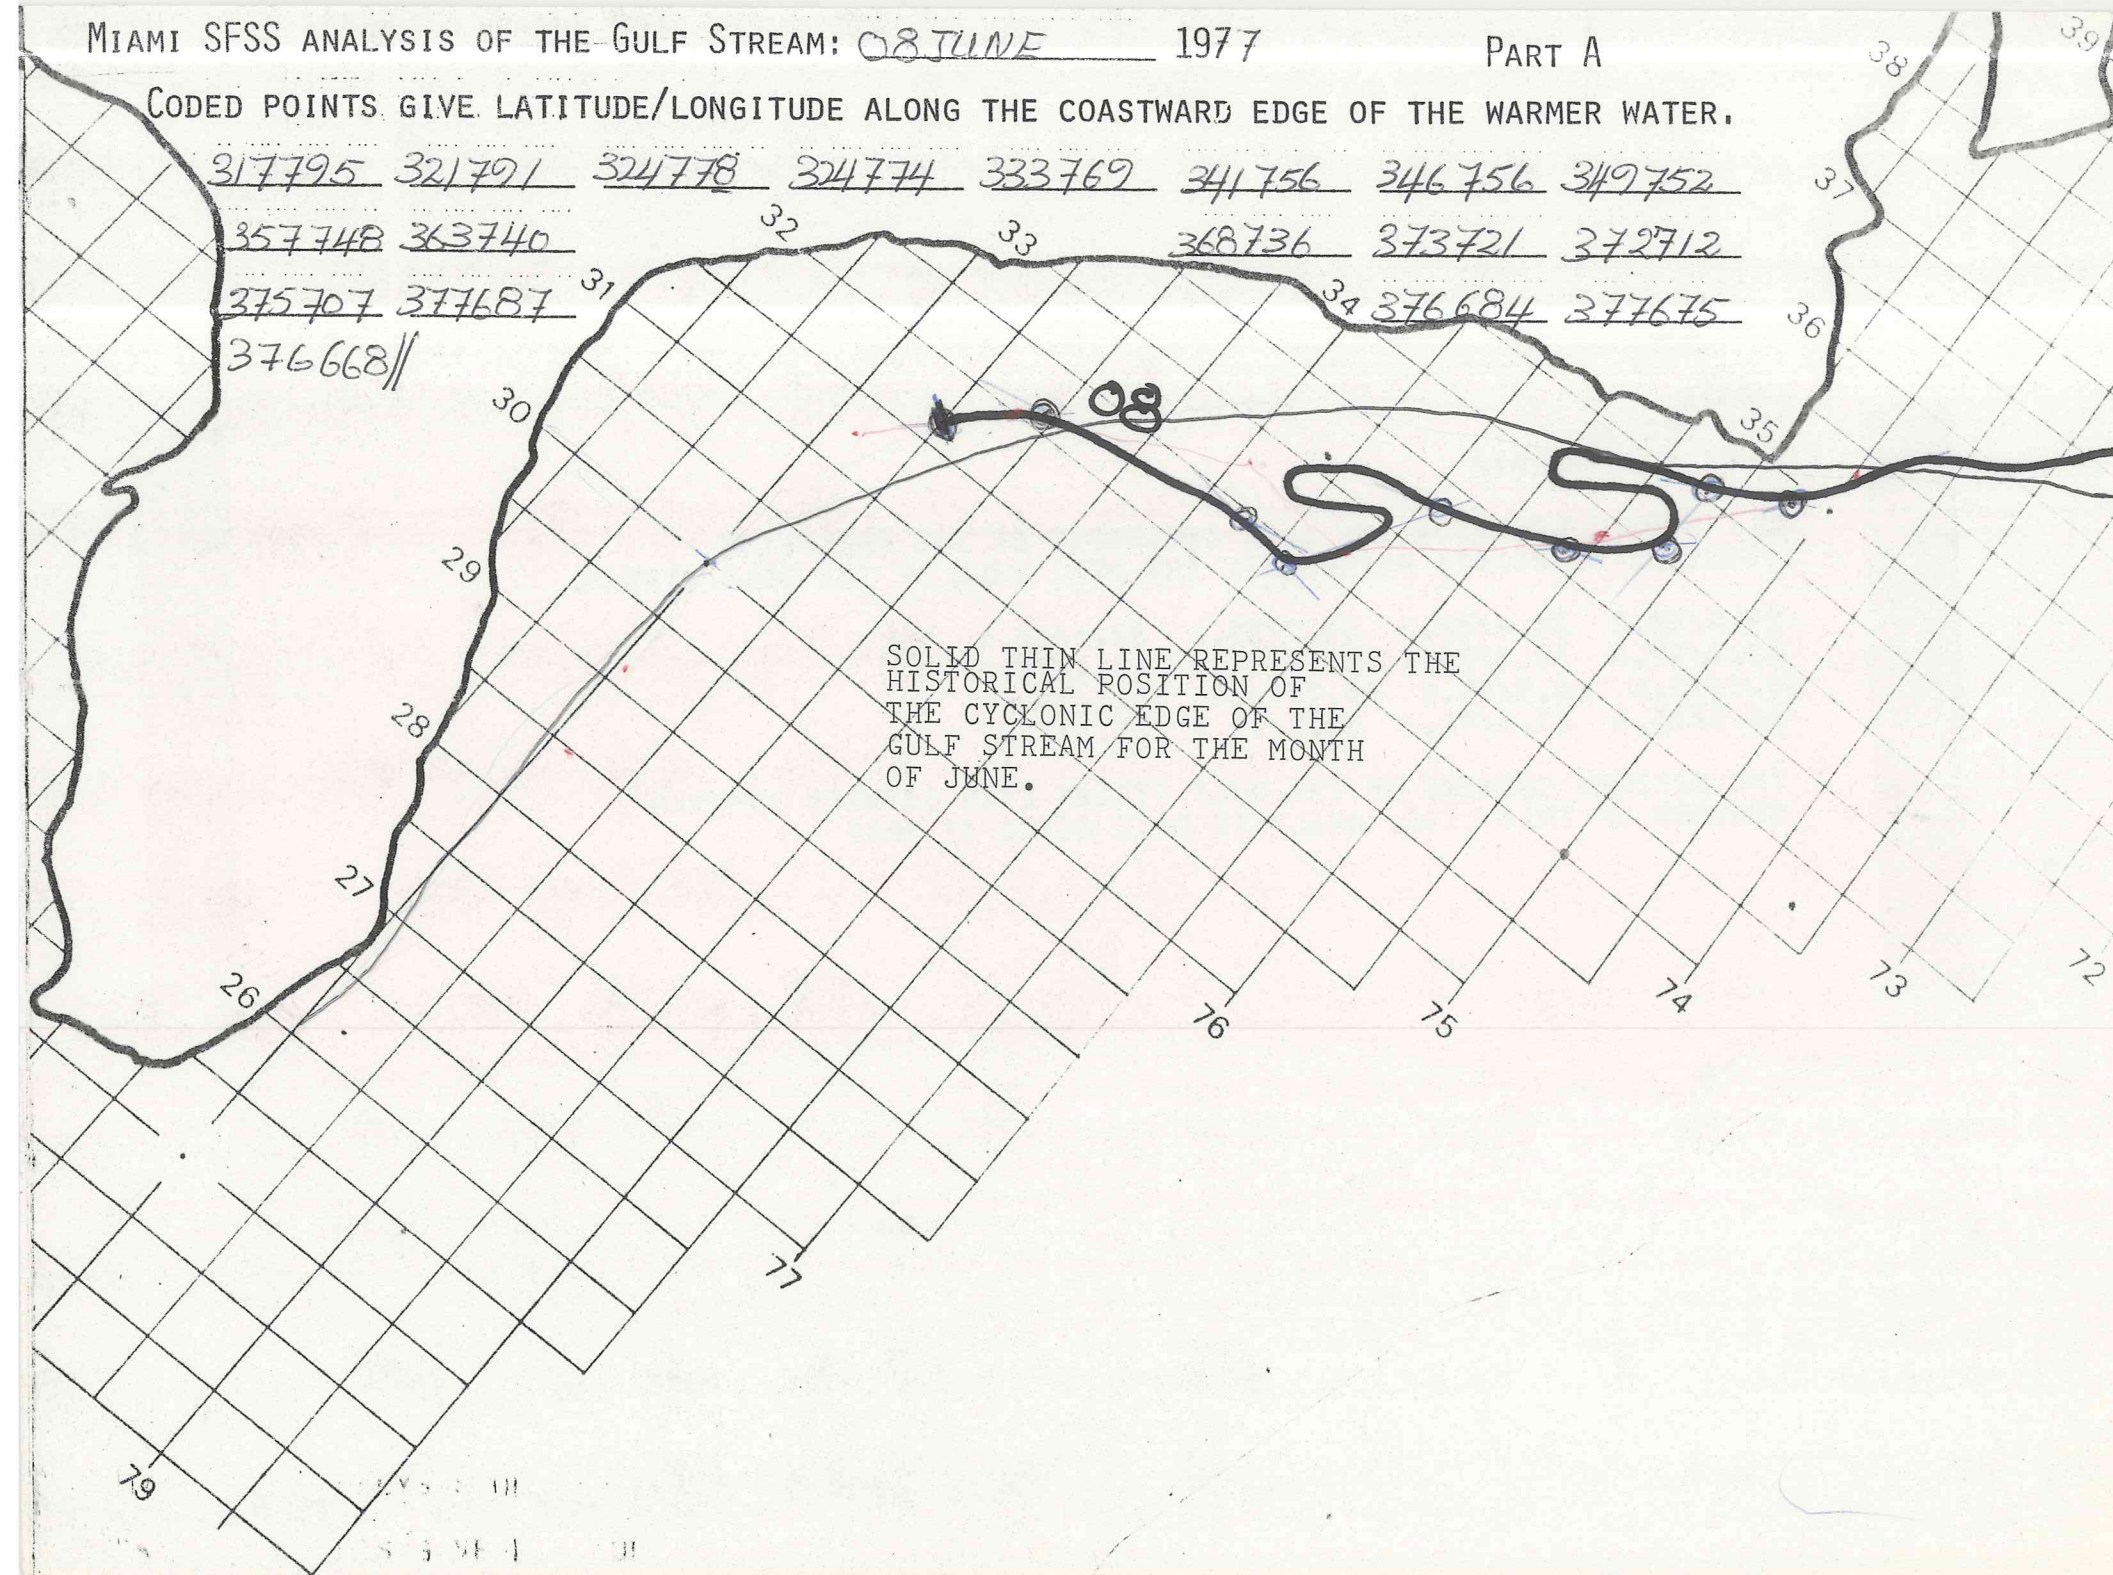 MIAMI SFSS ANALYSIS OF THE GULF STREAM: 08 JUNE 1977 PART A
CODED POINTS GIVE LATITUDE/LONGITUDE ALONG THE COASTWARD EDGE OF THE WARMER WATER.
317795 321791 324778 324774 333769 341756 346756 349752
357748 363740 368736 373721 372712
375707 377687 376684 377675
376668//
39
38
37
36
35
34
33
32
31
30
29
28
27
26
08
SOLID THIN LINE REPRESENTS THE
HISTORICAL POSITION OF
THE CYCLONIC EDGE OF THE
GULF STREAM FOR THE MONTH
OF JUNE.
72
73
74
75
76
77
79